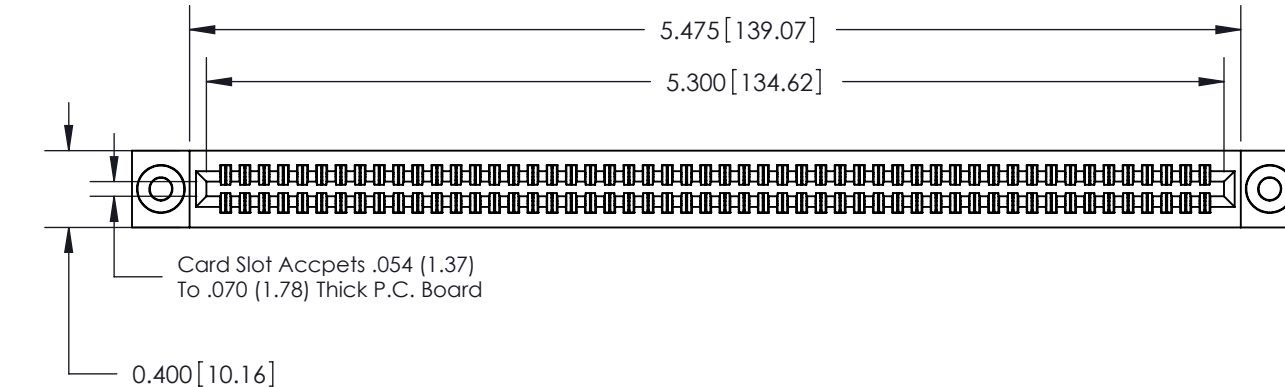 5.475[139.07]
5.300[134.62]
Card Slot Accpets .054 (1.37)
To .070 (1.78) Thick P.C. Board
0.400[10.16]